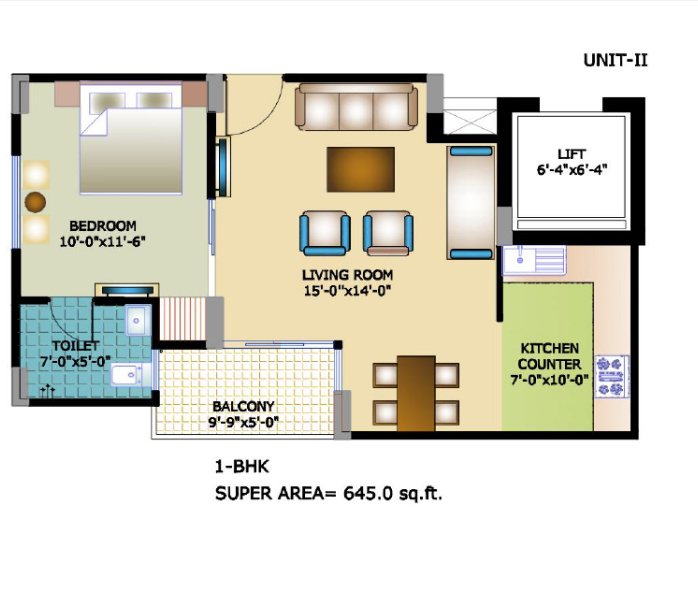 UNIT-II
LIFT
6'-4"x6'-4"
BEDROOM
10'-0"x11'-6"
LIVING ROOM
15'-0"x14'-0"
TOILET
7'-0"x5'-0"
KITCHEN
COUNTER
7'-0"x10'-0"
BALCONY
9'-9"x5'-0"
1-BHK
SUPER AREA= 645.0 sq.ft.